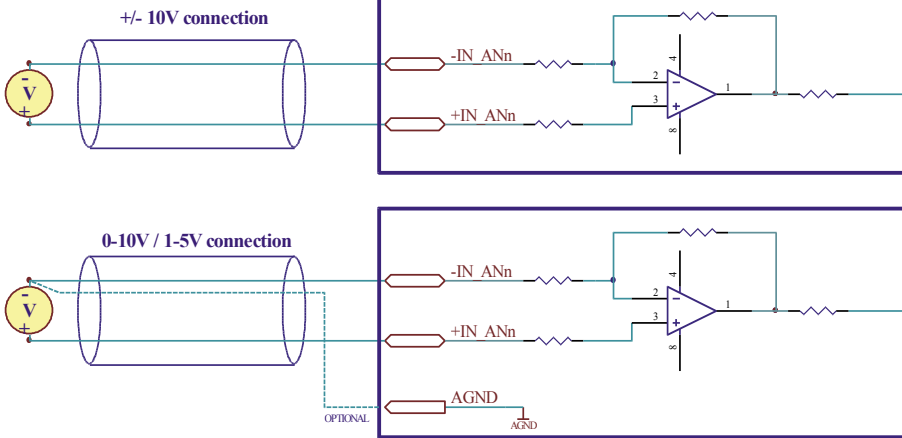 +/- 10V connection
-IN_ANn
+IN_ANn
-
V
+
2
3
4
8
1
-
+
0-10V / 1-5V connection
-IN_ANn
+IN_ANn
-
V
+
2
3
4
8
1
-
+
AGND
OPTIONAL
AGND